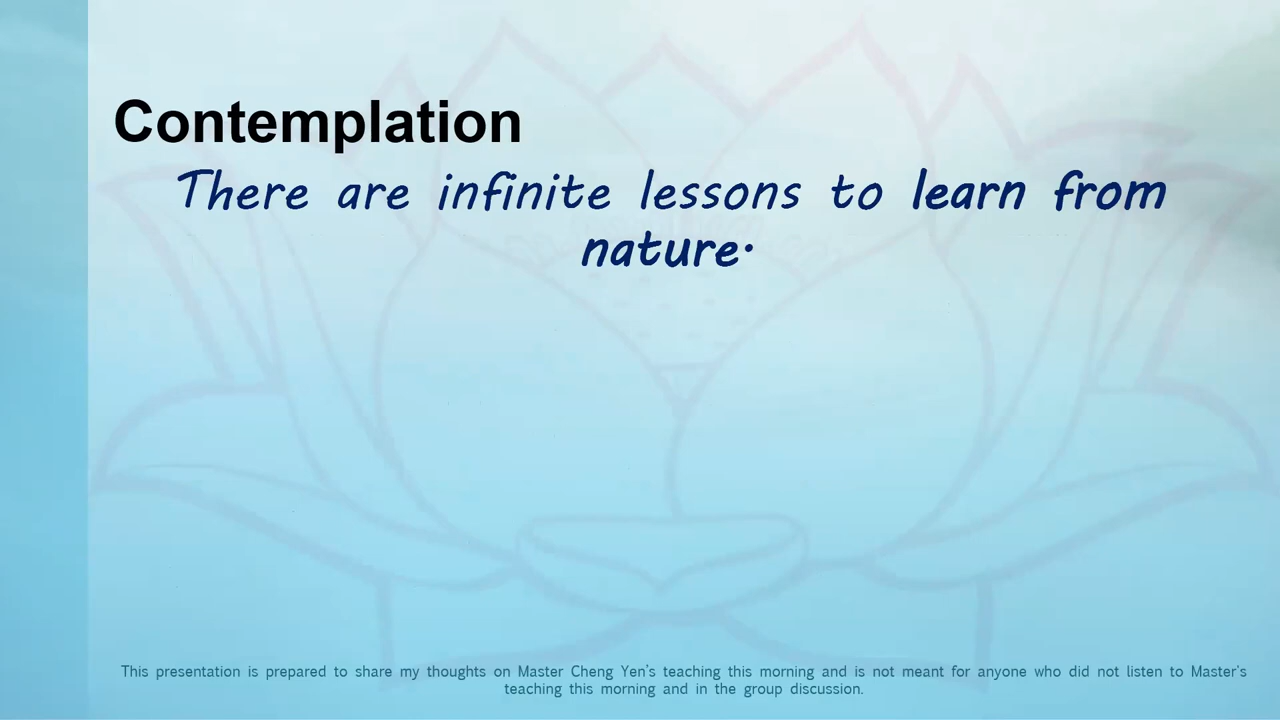 Contemplation
There are infinite lessons to learn from
nature.
This presentation is prepared to share my thoughts on Master Cheng Yen's teaching this morning and is not meant for anyone who did not listen to Master's
teaching this morning and in the group discussion.